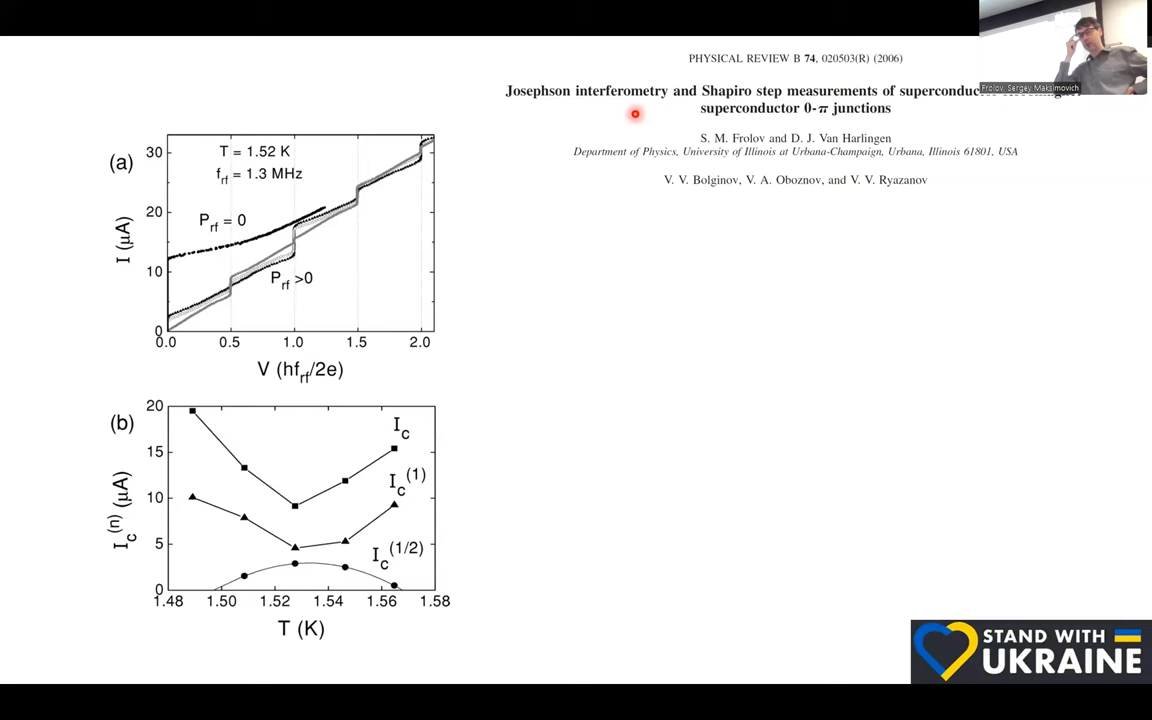 PHYSICAL REVIEW B 74, 020503(R) (2006)
Josephson interferometry and Shapiro step measurements of
superconductor 0-π junctions
S. M. Frolov and D. J. Van Harlingen
Department of Physics, University of Illinois at Urbana-Champaign, Urbana, Illinois 61801, USA
V. V. Bolginov, V. A. Oboznov, and V. V. Ryazanov
Frolov, Sergey Maksimovich
(a)
T = 1.52 K
f_rf = 1.3 MHz
P_rf = 0
P_rf >0
I (μA)
30
20
10
0
0.0 0.5 1.0 1.5 2.0
V (hf_rf/2e)
(b)
I_c
I_c^(1)
I_c^(1/2)
I_c^(n) (μA)
20
15
10
5
0
1.48 1.50 1.52 1.54 1.56 1.58
T (K)
STAND WITH
UKRAINE